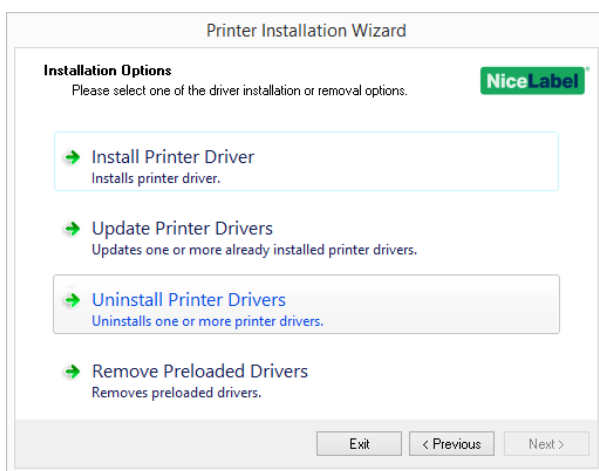 Printer Installation Wizard
Installation Options
Please select one of the driver installation or removal options.
NiceLabel®
Install Printer Driver
Installs printer driver.
Update Printer Drivers
Updates one or more already installed printer drivers.
Uninstall Printer Drivers
Uninstalls one or more printer drivers.
Remove Preloaded Drivers
Removes preloaded drivers.
Exit
< Previous
Next >